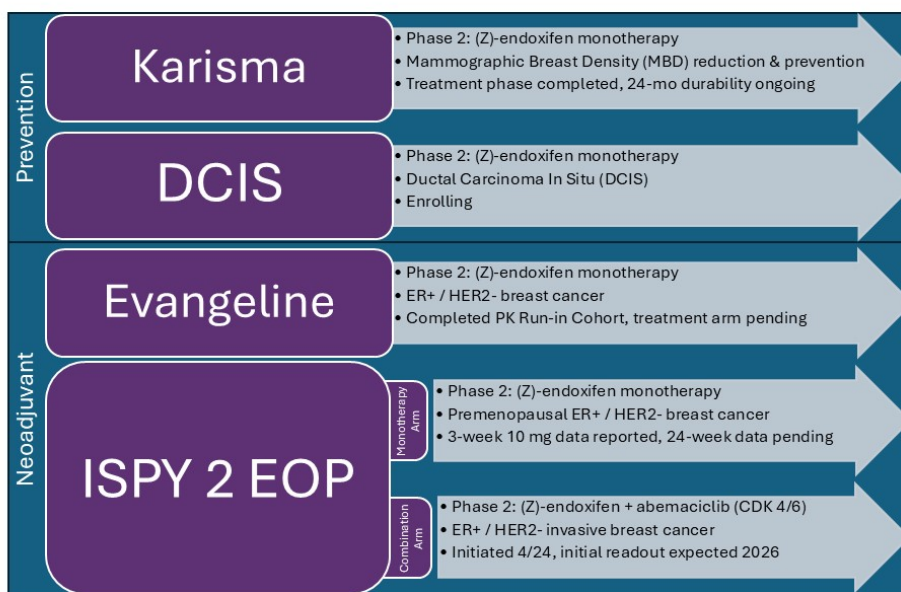 Prevention
Karisma
• Phase 2: (Z)-endoxifen monotherapy
• Mammographic Breast Density (MBD) reduction & prevention
• Treatment phase completed, 24-mo durability ongoing
DCIS
• Phase 2: (Z)-endoxifen monotherapy
• Ductal Carcinoma In Situ (DCIS)
• Enrolling
Neoadjuvant
Evangeline
• Phase 2: (Z)-endoxifen monotherapy
• ER+ / HER2- breast cancer
• Completed PK Run-in Cohort, treatment arm pending
ISPY 2 EOP
Monotherapy
Arm
• Phase 2: (Z)-endoxifen monotherapy
• Premenopausal ER+ / HER2- breast cancer
• 3-week 10 mg data reported, 24-week data pending
Combination
Arm
• Phase 2: (Z)-endoxifen + abemaciclib (CDK 4/6)
• ER+ / HER2- invasive breast cancer
• Initiated 4/24, initial readout expected 2026